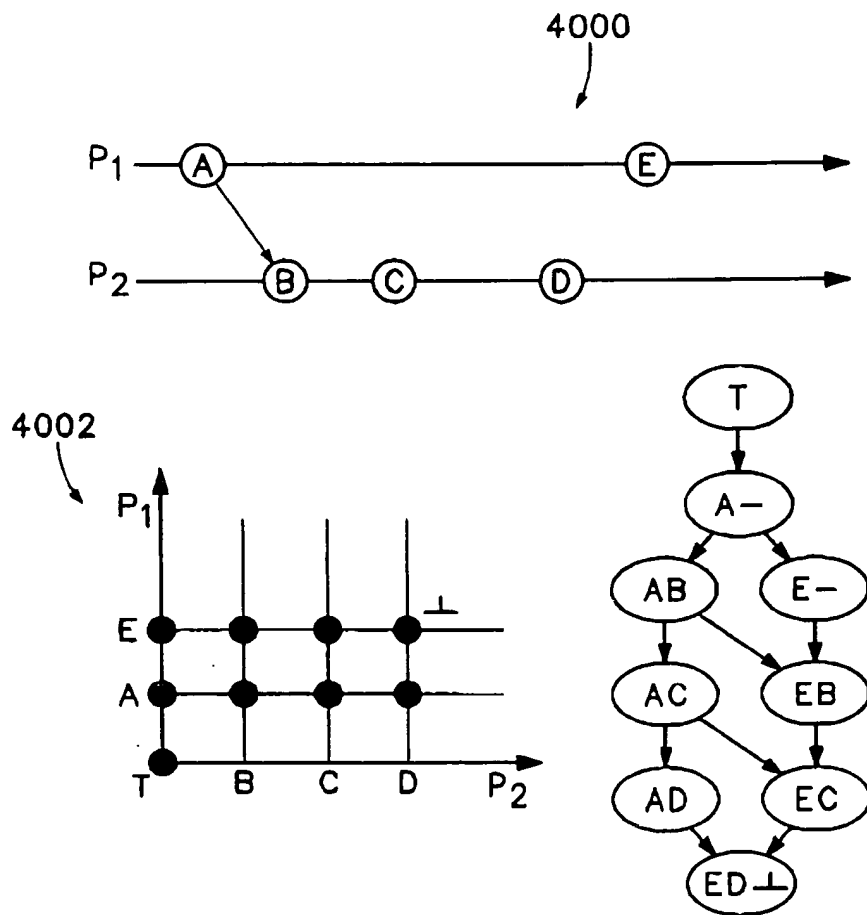 4000
P1 A E
P2 B C D
4002
P1
E ⊥
A
T B C D P2
T
A-
AB E-
AC EB
AD EC
ED⊥